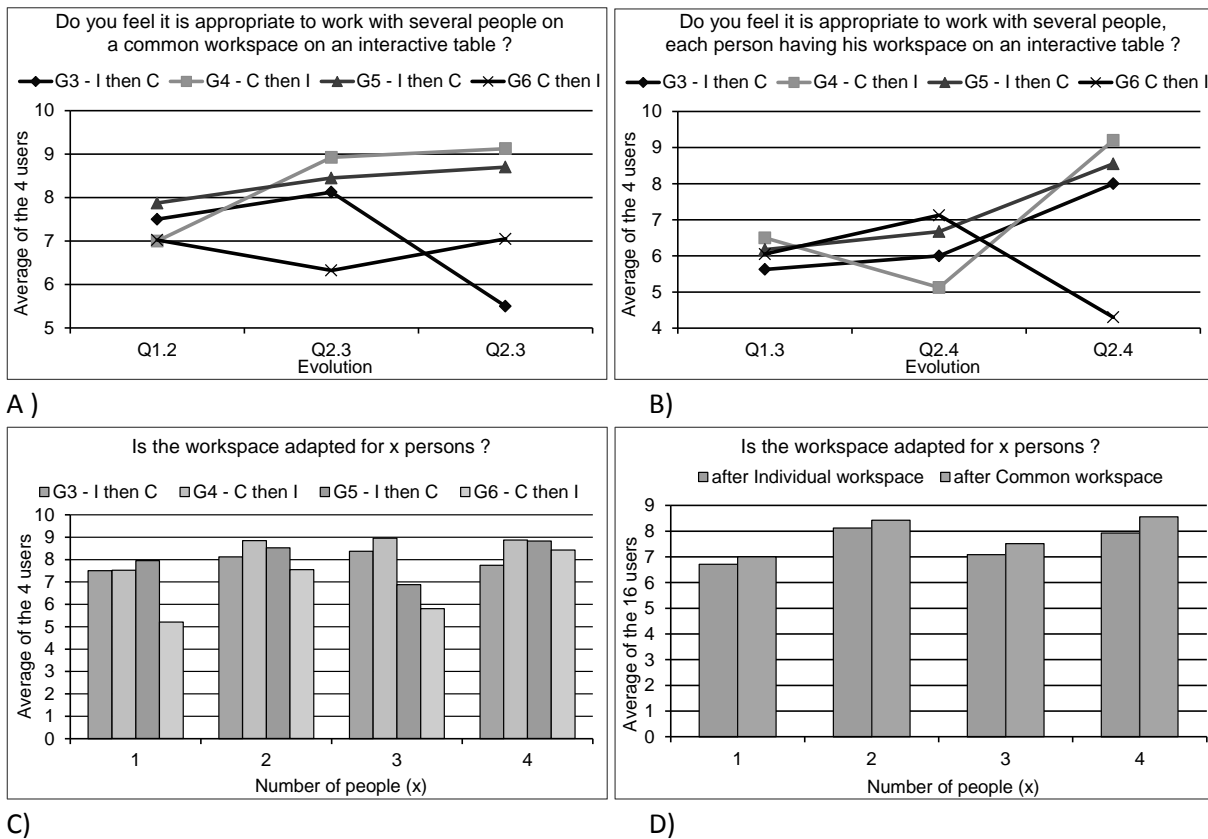 Do you feel it is appropriate to work with several people on
a common workspace on an interactive table ?
G3 - I then C G4 - C then I G5 - I then C G6 C then I
10
9
8
7
6
5
Average of the 4 users
Q1.2 Q2.3 Q2.3
Evolution
A )
Do you feel it is appropriate to work with several people,
each person having his workspace on an interactive table ?
G3 - I then C G4 - C then I G5 - I then C G6 C then I
10
9
8
7
6
5
4
Average of the 4 users
Q1.3 Q2.4 Q2.4
Evolution
B)
Is the workspace adapted for x persons ?
G3 - I then C G4 - C then I G5 - I then C G6 - C then I
10
9
8
7
6
5
4
3
2
1
0
Average of the 4 users
1 2 3 4
Number of people (x)
C)
Is the workspace adapted for x persons ?
after Individual workspace after Common workspace
9
8
7
6
5
4
3
2
1
0
Average of the 16 users
1 2 3 4
Number of people (x)
D)